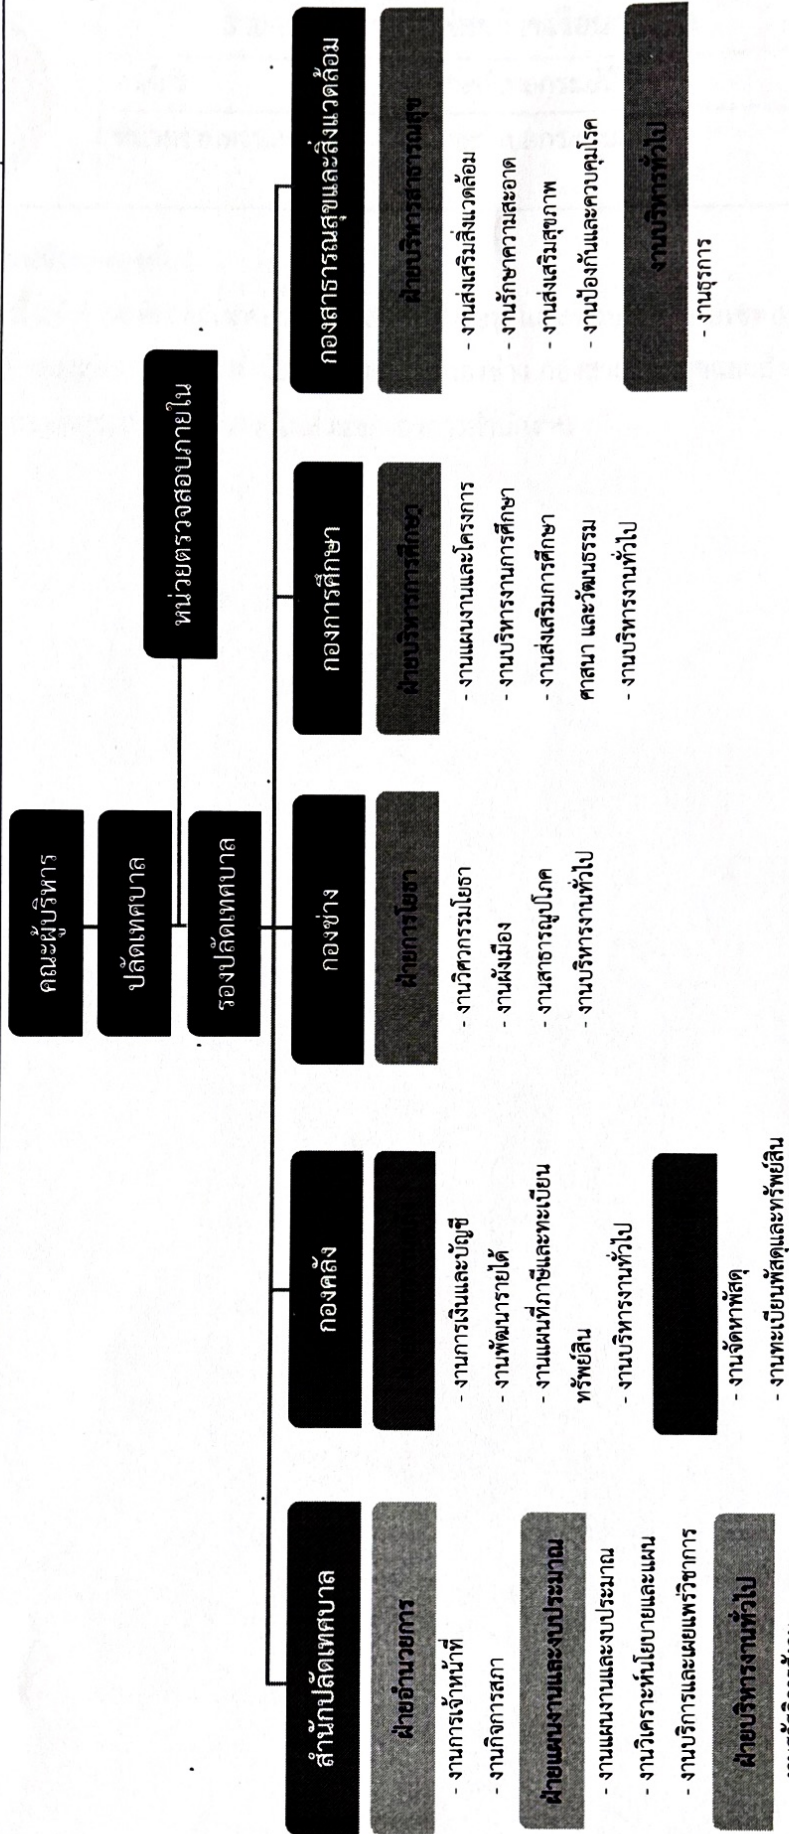 คณะผู้บริหาร
ปลัดเทศบาล
หน่วยตรวจสอบภายใน
รองปลัดเทศบาล
สำนักปลัดเทศบาล
ฝ่ายอำนวยการ
- งานการเจ้าหน้าที่
- งานกิจการสภา
ฝ่ายแผนงานและงบประมาณ
- งานแผนงานและงบประมาณ
- งานวิเคราะห์นโยบายและแผน
- งานบริการและเผยแพร่วิชาการ
ฝ่ายบริหารงานทั่วไป
กองคลัง
- งานการเงินและบัญชี
- งานพัฒนารายได้
- งานแผนที่ภาษีและทะเบียน
ทรัพย์สิน
- งานบริหารงานทั่วไป
- งานจัดหาพัสดุ
- งานทะเบียนพัสดุและทรัพย์สิน
กองช่าง
ฝ่ายการโยธา
- งานวิศวกรรมโยธา
- งานผังเมือง
- งานสาธารณูปโภค
- งานบริหารงานทั่วไป
กองการศึกษา
ฝ่ายบริหารการศึกษา
- งานแผนงานและโครงการ
- งานบริหารงานการศึกษา
- งานส่งเสริมการศึกษา
ศาสนา และวัฒนธรรม
- งานบริหารงานทั่วไป
กองสาธารณสุขและสิ่งแวดล้อม
ฝ่ายบริหารสาธารณสุข
- งานส่งเสริมสิ่งแวดล้อม
- งานรักษาความสะอาด
- งานส่งเสริมสุขภาพ
- งานป้องกันและควบคุมโรค
งานบริหารทั่วไป
- งานธุรการ